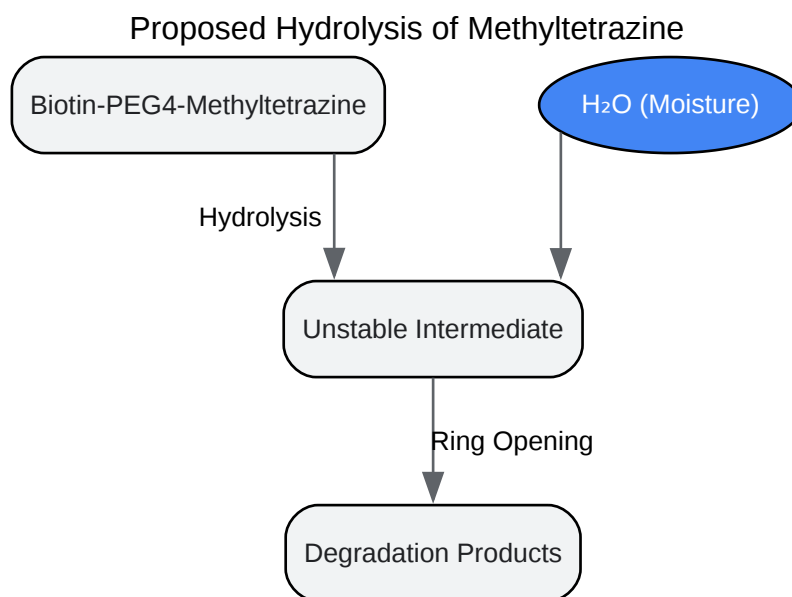 Proposed Hydrolysis of Methyltetrazine
Biotin-PEG4-Methyltetrazine
H₂O (Moisture)
Hydrolysis
Unstable Intermediate
Ring Opening
Degradation Products